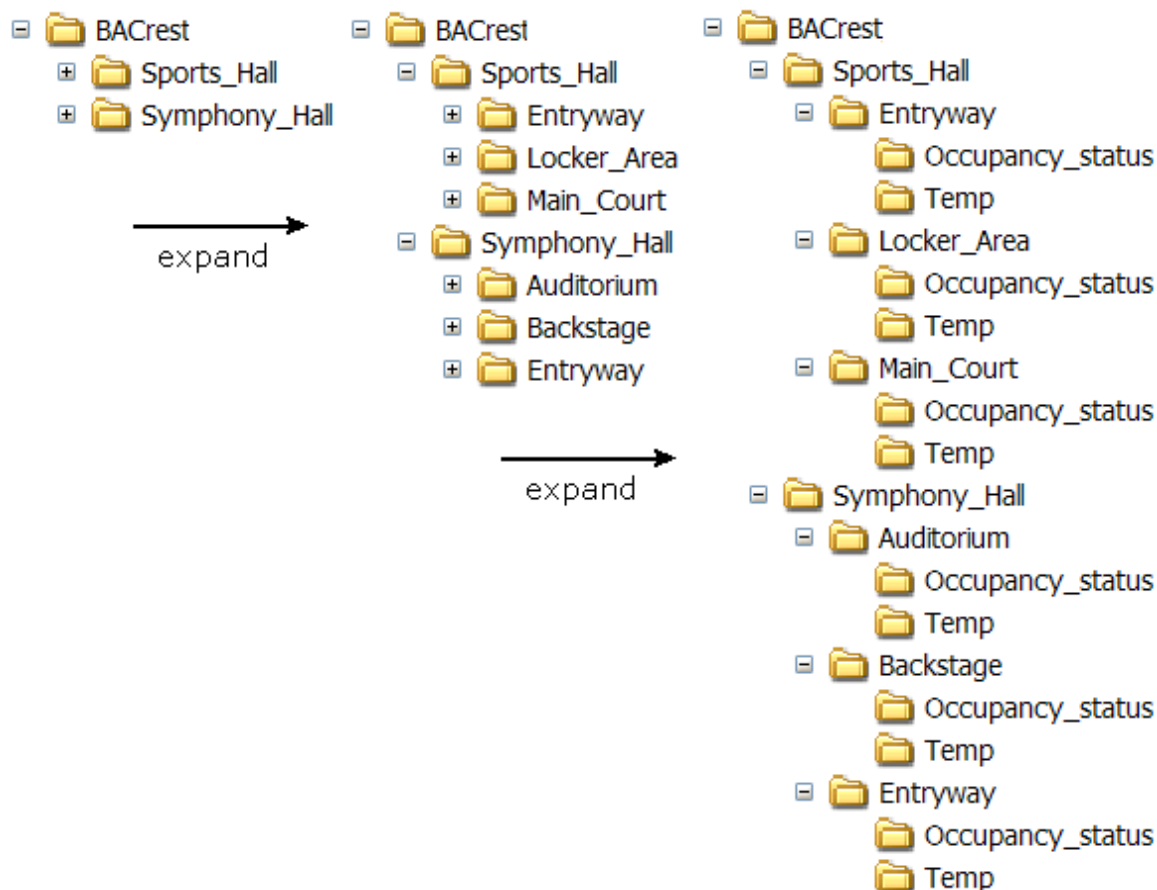 BACrest
Sports_Hall
Symphony_Hall
expand
BACrest
Sports_Hall
Entryway
Locker_Area
Main_Court
Symphony_Hall
Auditorium
Backstage
Entryway
expand
BACrest
Sports_Hall
Entryway
Occupancy_status
Temp
Locker_Area
Occupancy_status
Temp
Main_Court
Occupancy_status
Temp
Symphony_Hall
Auditorium
Occupancy_status
Temp
Backstage
Occupancy_status
Temp
Entryway
Occupancy_status
Temp